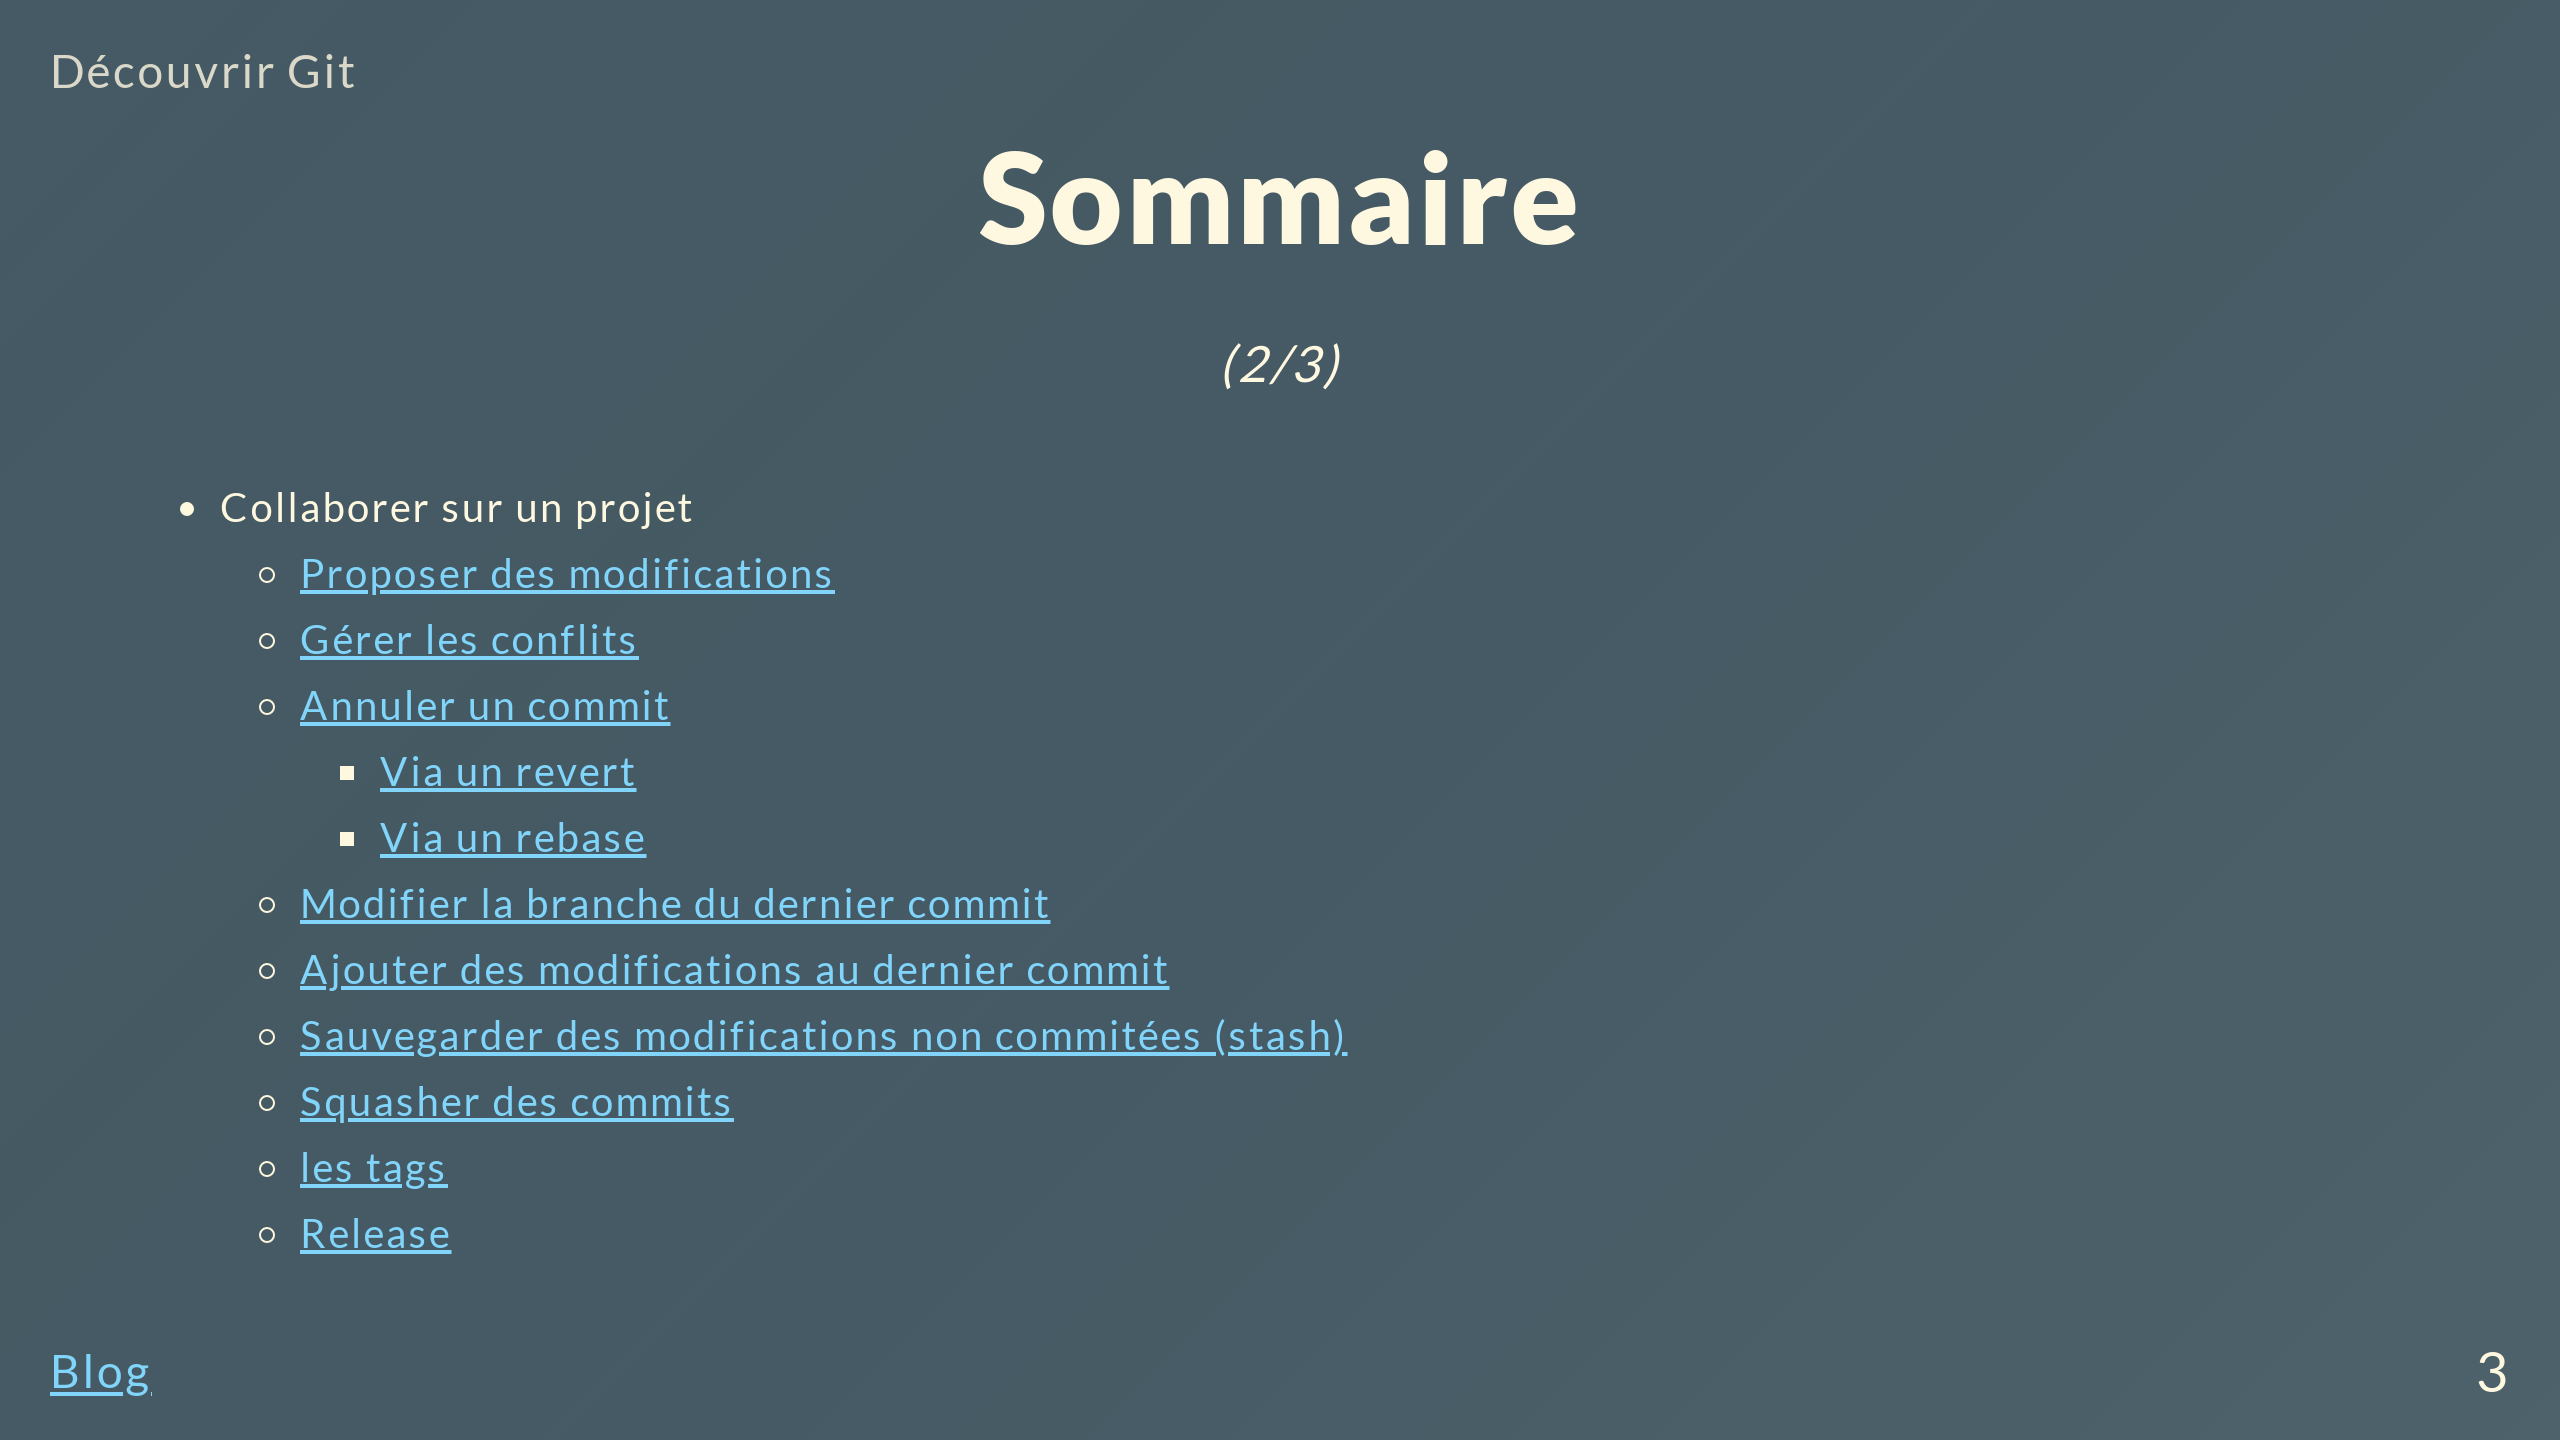 Découvrir Git
Sommaire
(2/3)
Collaborer sur un projet
Proposer des modifications
Gérer les conflits
Annuler un commit
Via un revert
Via un rebase
Modifier la branche du dernier commit
Ajouter des modifications au dernier commit
Sauvegarder des modifications non commitées (stash)
Squasher des commits
les tags
Release
Blog
3